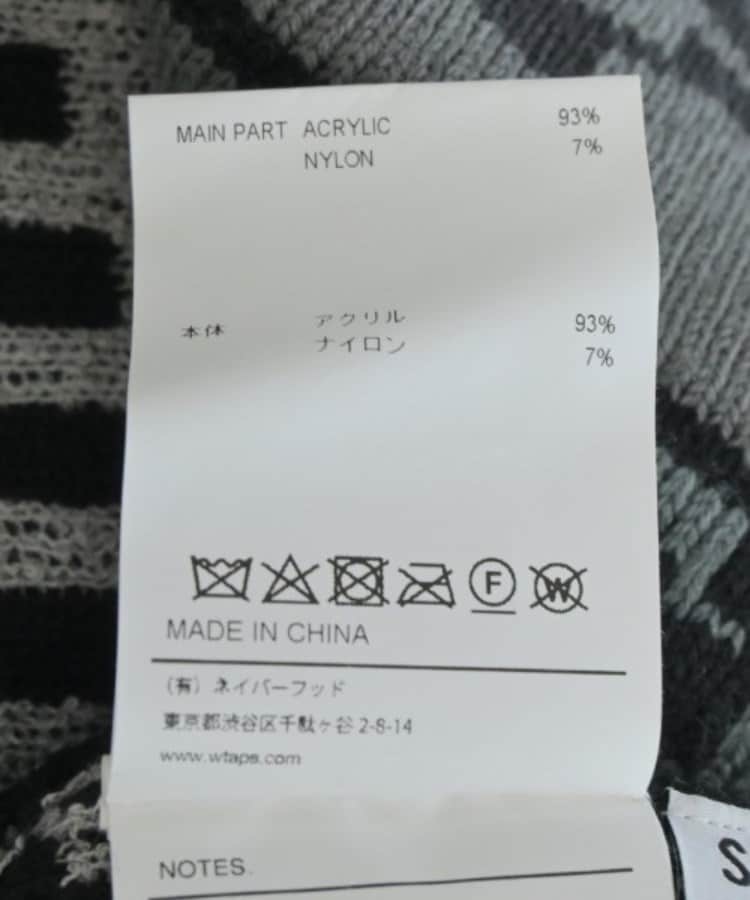 MAIN PART ACRYLIC 93%
NYLON 7%
本体 アクリル 93%
ナイロン 7%
F W
MADE IN CHINA
(有) ネイバーフッド
東京都渋谷区千駄ヶ谷 2-8-14
www.wtaps.com
NOTES.
S